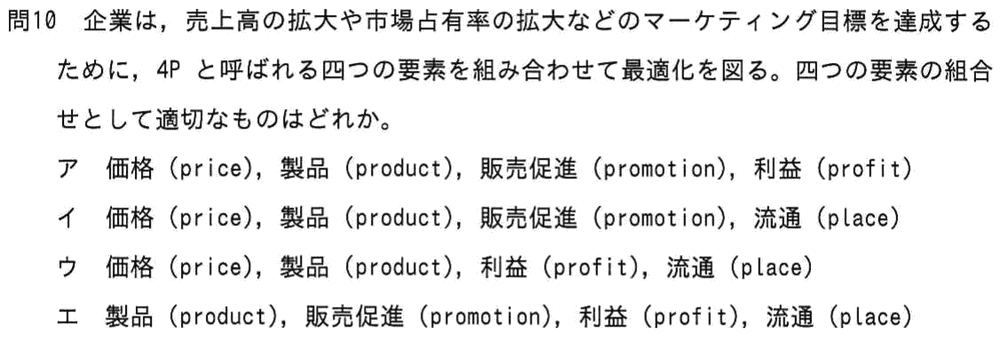 問10 企業は，売上高の拡大や市場占有率の拡大などのマーケティング目標を達成する
ために，4P と呼ばれる四つの要素を組み合わせて最適化を図る。四つの要素の組合
せとして適切なものはどれか。
ア 価格（price），製品（product），販売促進（promotion），利益（profit）
イ 価格（price），製品（product），販売促進（promotion），流通（place）
ウ 価格（price），製品（product），利益（profit），流通（place）
エ 製品（product），販売促進（promotion），利益（profit），流通（place）